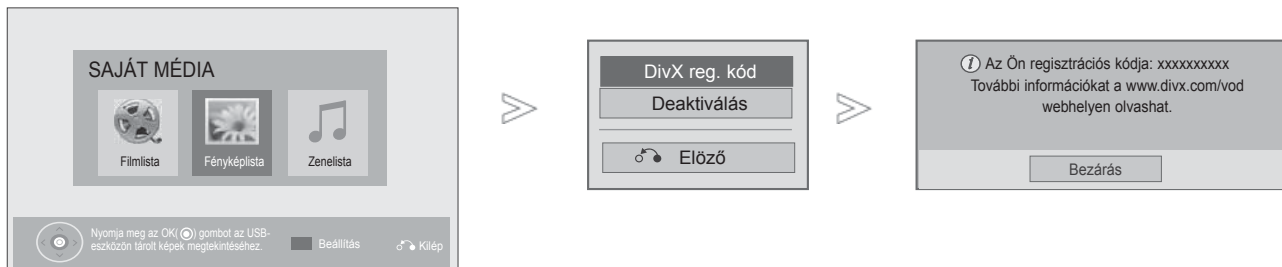 SAJÁT MÉDIA
Filmlista
Fényképlista
Zenelista
Nyomja meg az OK( ) gombot az USB-
eszközön tárolt képek megtekintéséhez.
Beállítás
Kilép
DivX reg. kód
Deaktiválás
Elözö
Az Ön regisztrációs kódja: xxxxxxxxxx
További információkat a www.divx.com/vod
webhelyen olvashat.
Bezárás